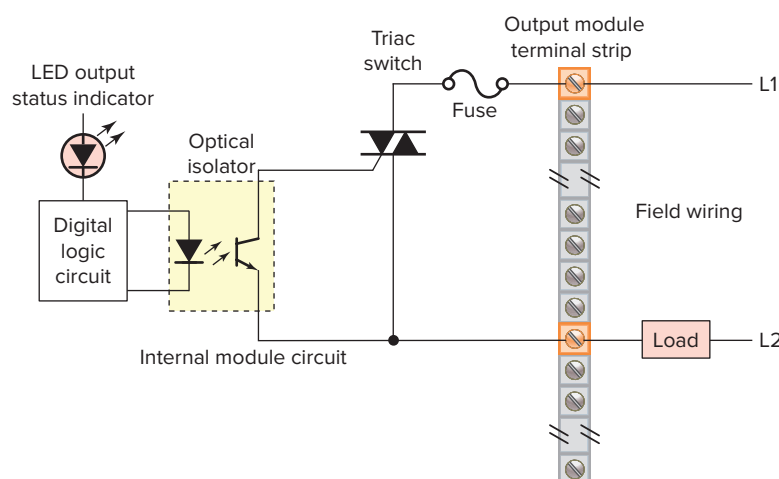 Output module
terminal strip
Triac
switch
L1
Fuse
LED output
status indicator
Optical
isolator
Digital
logic
circuit
Field wiring
Internal module circuit
Load
L2